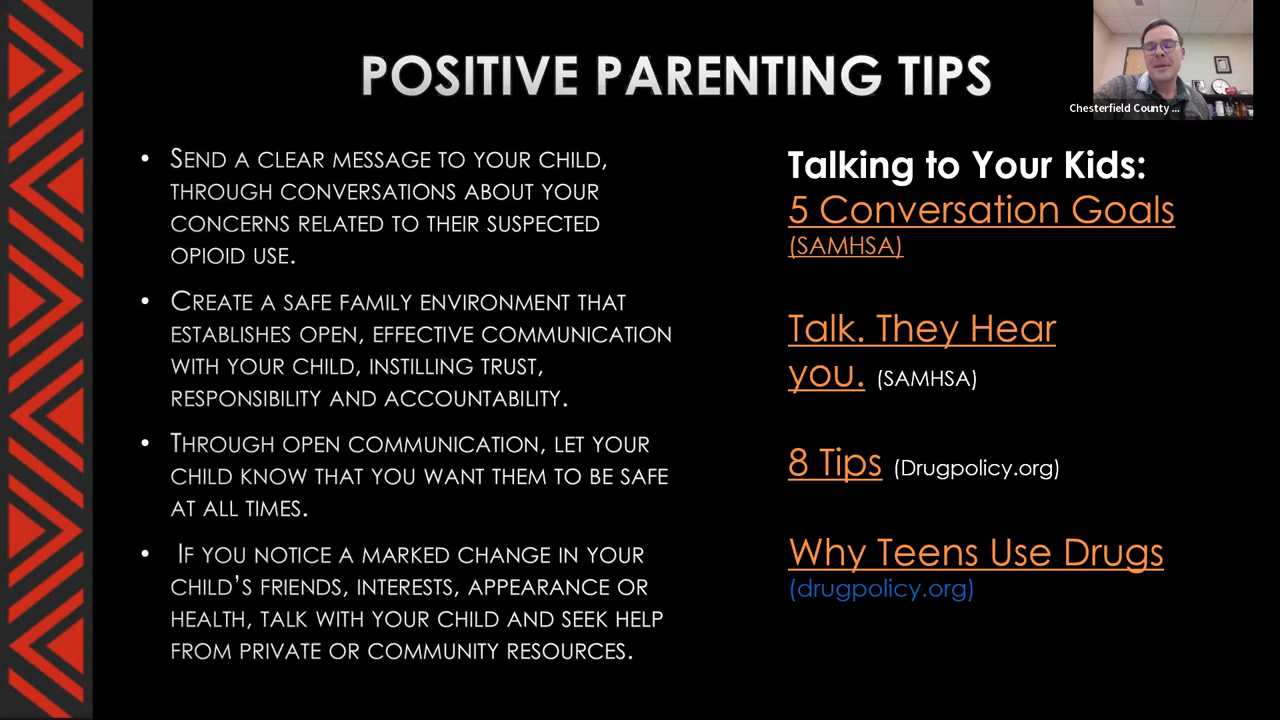 POSITIVE PARENTING TIPS
Chesterfield County ...
• SEND A CLEAR MESSAGE TO YOUR CHILD,
THROUGH CONVERSATIONS ABOUT YOUR
CONCERNS RELATED TO THEIR SUSPECTED
OPIOID USE.
• CREATE A SAFE FAMILY ENVIRONMENT THAT
ESTABLISHES OPEN, EFFECTIVE COMMUNICATION
WITH YOUR CHILD, INSTILLING TRUST,
RESPONSIBILITY AND ACCOUNTABILITY.
• THROUGH OPEN COMMUNICATION, LET YOUR
CHILD KNOW THAT YOU WANT THEM TO BE SAFE
AT ALL TIMES.
• IF YOU NOTICE A MARKED CHANGE IN YOUR
CHILD'S FRIENDS, INTERESTS, APPEARANCE OR
HEALTH, TALK WITH YOUR CHILD AND SEEK HELP
FROM PRIVATE OR COMMUNITY RESOURCES.
Talking to Your Kids:
5 Conversation Goals
(SAMHSA)
Talk. They Hear
you. (SAMHSA)
8 Tips (Drugpolicy.org)
Why Teens Use Drugs
(drugpolicy.org)